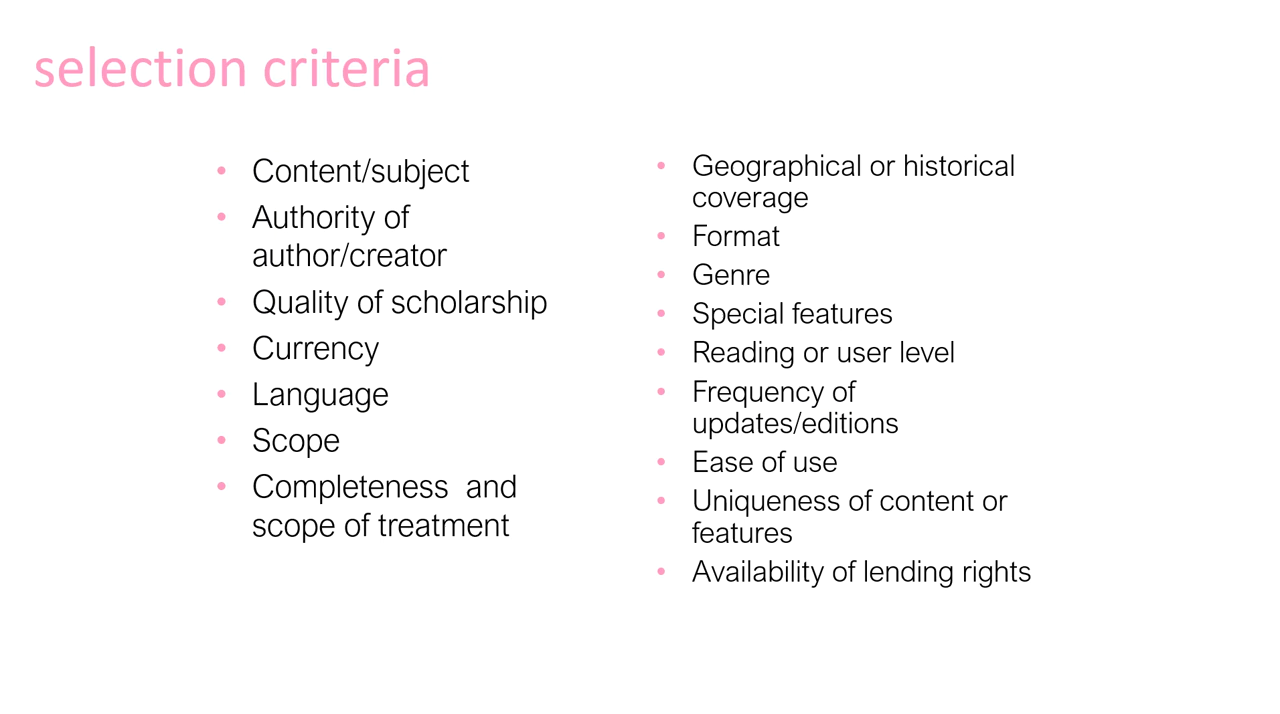 selection criteria
• Content/subject
• Authority of
author/creator
• Quality of scholarship
• Currency
• Language
• Scope
• Completeness  and
scope of treatment
• Geographical or historical
coverage
• Format
• Genre
• Special features
• Reading or user level
• Frequency of
updates/editions
• Ease of use
• Uniqueness of content or
features
• Availability of lending rights